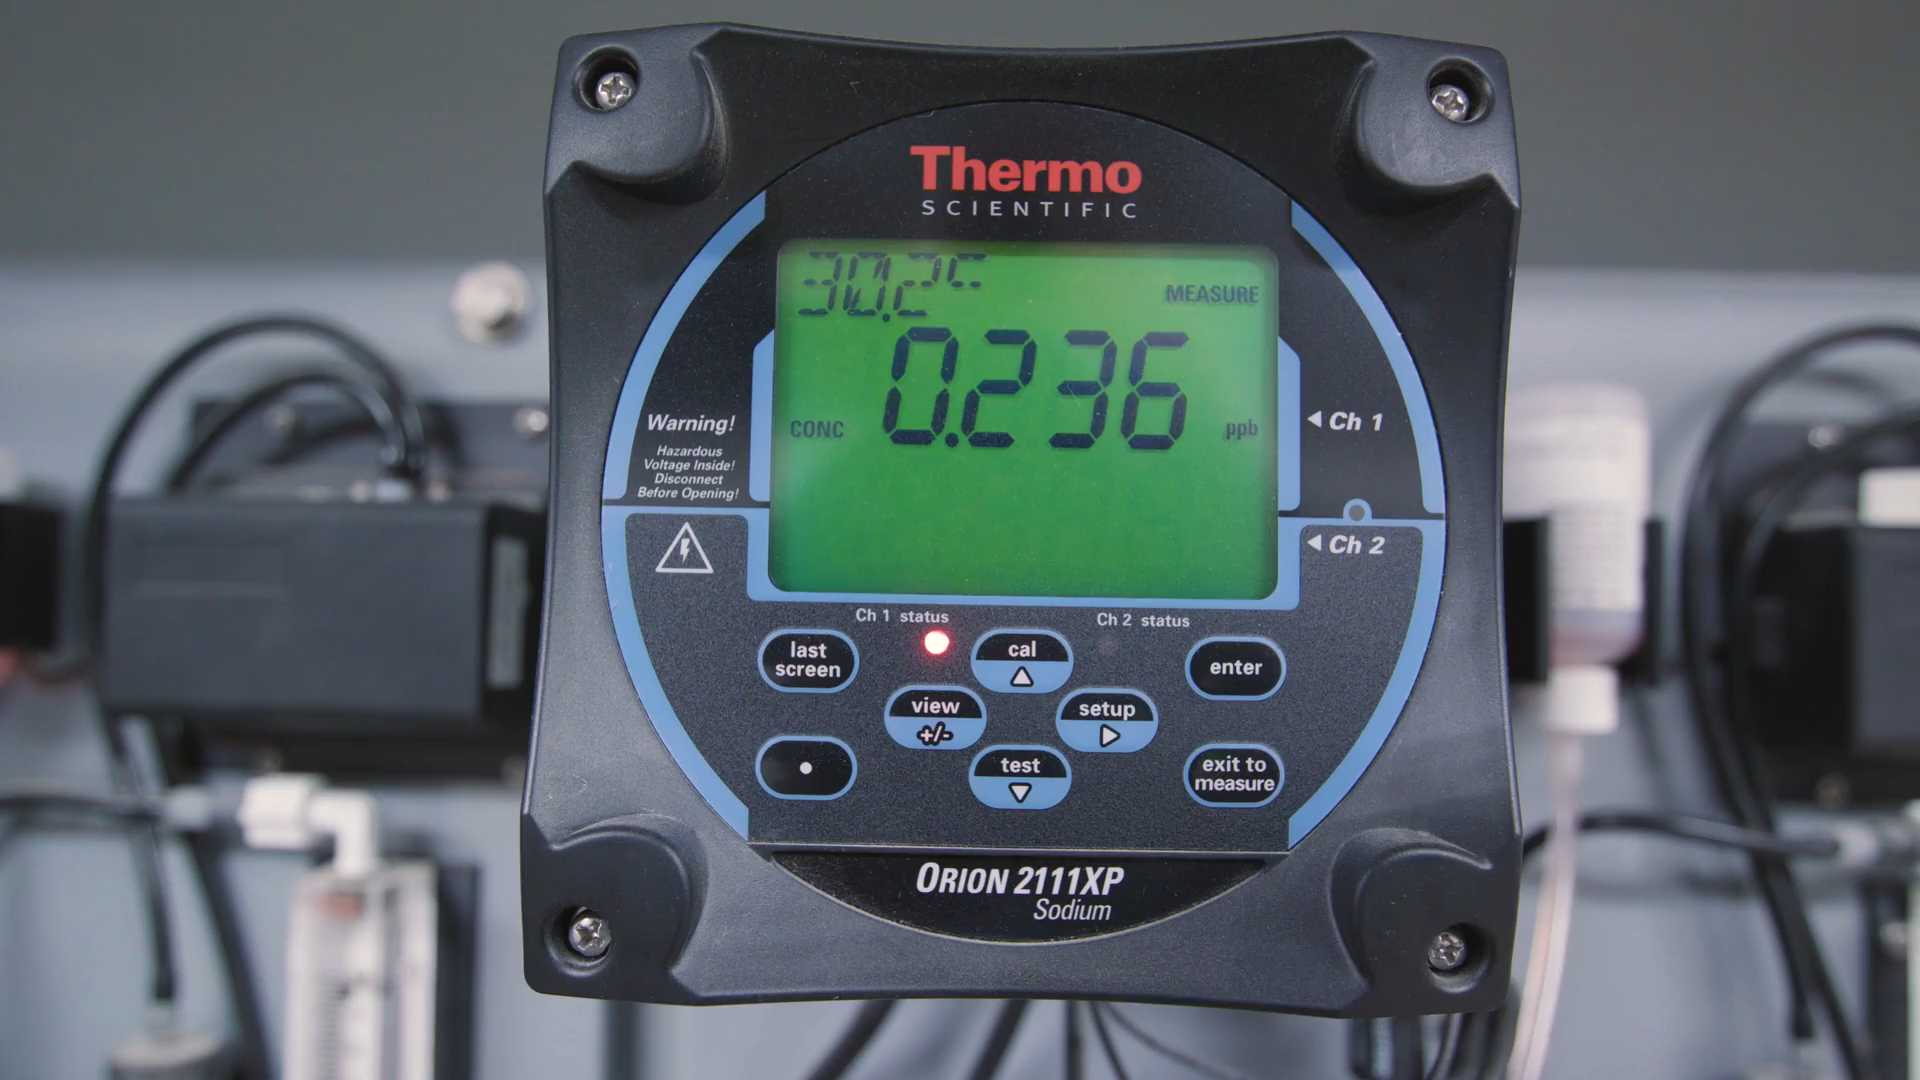 Thermo
SCIENTIFIC
30.2C
MEASURE
0.236
CONC
ppb
Warning!
Hazardous
Voltage Inside!
Disconnect
Before Opening!
Ch 1
Ch 2
Ch 1 status
Ch 2 status
last
screen
cal
enter
view
+/-
setup
test
exit to
measure
ORION 2111XP
Sodium